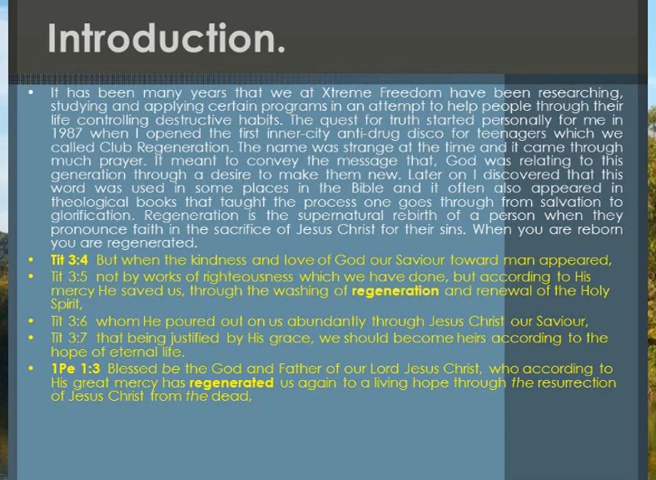 Introduction.
• It has been many years that we at Xtreme Freedom have been researching,
studying and applying certain programs in an attempt to help people through their
life controlling destructive habits. The quest for truth started personally for me in
1987 when I opened the first inner-city anti-drug disco for teenagers which we
called Club Regeneration. The name was strange at the time and it came through
much prayer. It meant to convey the message that, God was relating to this
generation through a desire to make them new. Later on I discovered that this
word was used in some places in the Bible and it often also appeared in
theological books that taught the process one goes through from salvation to
glorification. Regeneration is the supernatural rebirth of a person when they
pronounce faith in the sacrifice of Jesus Christ for their sins. When you are reborn
you are regenerated.
• Tit 3:4 But when the kindness and love of God our Saviour toward man appeared,
• Tit 3:5 not by works of righteousness which we have done, but according to His
mercy He saved us, through the washing of regeneration and renewal of the Holy
Spirit,
• Tit 3:6 whom He poured out on us abundantly through Jesus Christ our Saviour,
• Tit 3:7 that being justified by His grace, we should become heirs according to the
hope of eternal life.
• 1Pe 1:3 Blessed be the God and Father of our Lord Jesus Christ, who according to
His great mercy has regenerated us again to a living hope through the resurrection
of Jesus Christ from the dead,